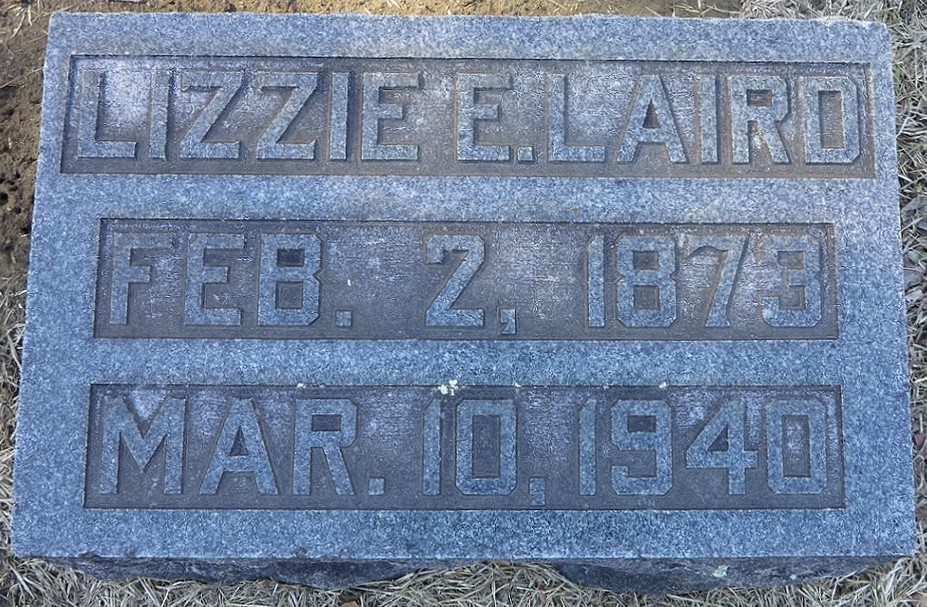 LIZZIE E. LAIRD
FEB. 2, 1873
MAR. 10, 1940